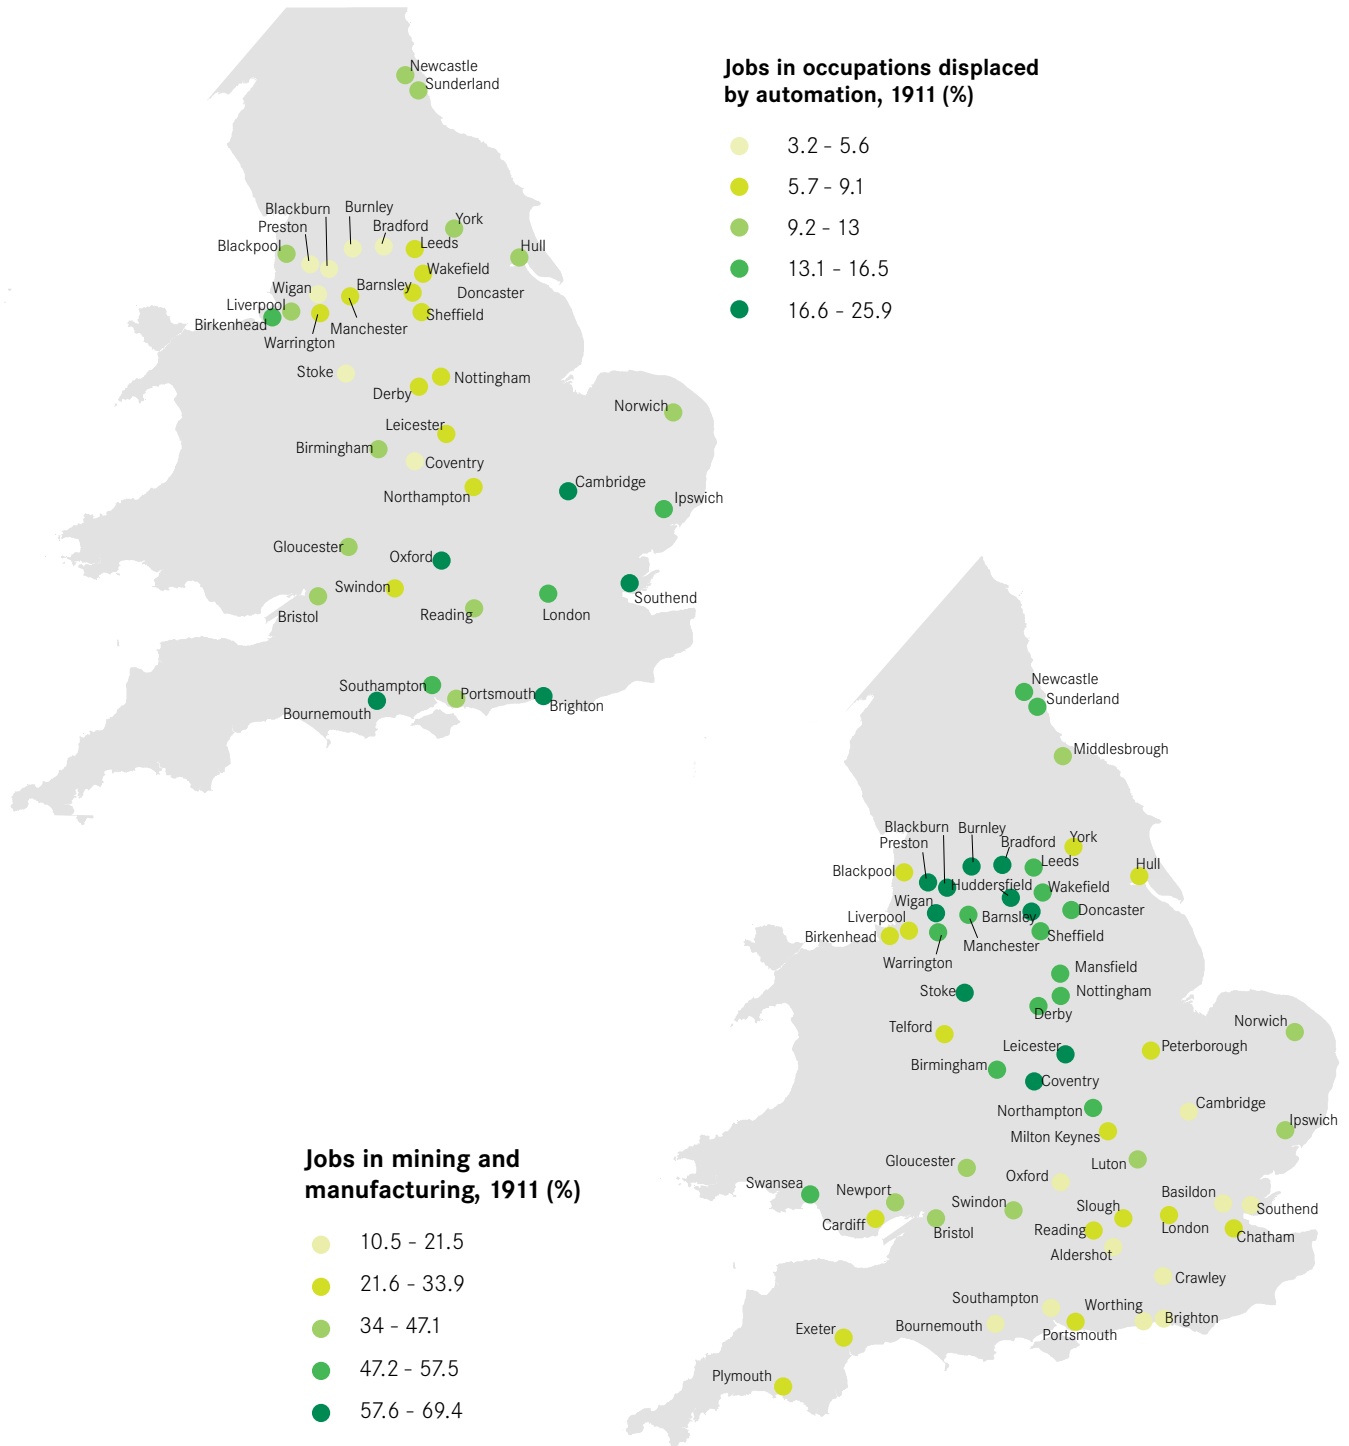 Newcastle
Sunderland
Blackburn
Burnley
Preston
Bradford
York
Blackpool
Leeds
Hull
Wakefield
Wigan
Barnsley
Doncaster
Liverpool
Birkenhead
Sheffield
Manchester
Warrington
Stoke
Nottingham
Derby
Norwich
Leicester
Birmingham
Coventry
Cambridge
Northampton
Ipswich
Gloucester
Oxford
Swindon
Southend
Bristol
Reading
London
Southampton
Portsmouth
Bournemouth
Brighton
Jobs in occupations displaced
by automation, 1911 (%)
3.2 - 5.6
5.7 - 9.1
9.2 - 13
13.1 - 16.5
16.6 - 25.9
Newcastle
Sunderland
Middlesbrough
Blackburn
Burnley
York
Preston
Bradford
Leeds
Hull
Blackpool
Huddersfield
Wakefield
Wigan
Doncaster
Liverpool
Barnsley
Birkenhead
Sheffield
Manchester
Warrington
Mansfield
Stoke
Nottingham
Derby
Norwich
Telford
Leicester
Peterborough
Birmingham
Coventry
Cambridge
Northampton
Ipswich
Milton Keynes
Gloucester
Luton
Oxford
Swansea
Newport
Basildon
Swindon
Slough
Southend
Cardiff
Bristol
Reading
London
Chatham
Aldershot
Crawley
Southampton
Worthing
Brighton
Bournemouth
Portsmouth
Exeter
Plymouth
Jobs in mining and
manufacturing, 1911 (%)
10.5 - 21.5
21.6 - 33.9
34 - 47.1
47.2 - 57.5
57.6 - 69.4